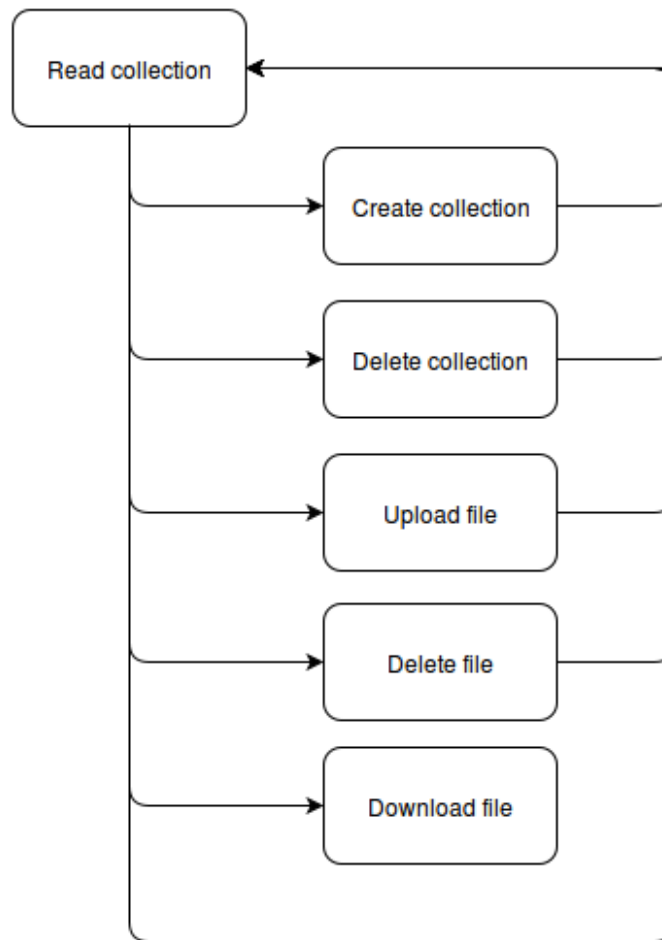 Read collection
Create collection
Delete collection
Upload file
Delete file
Download file